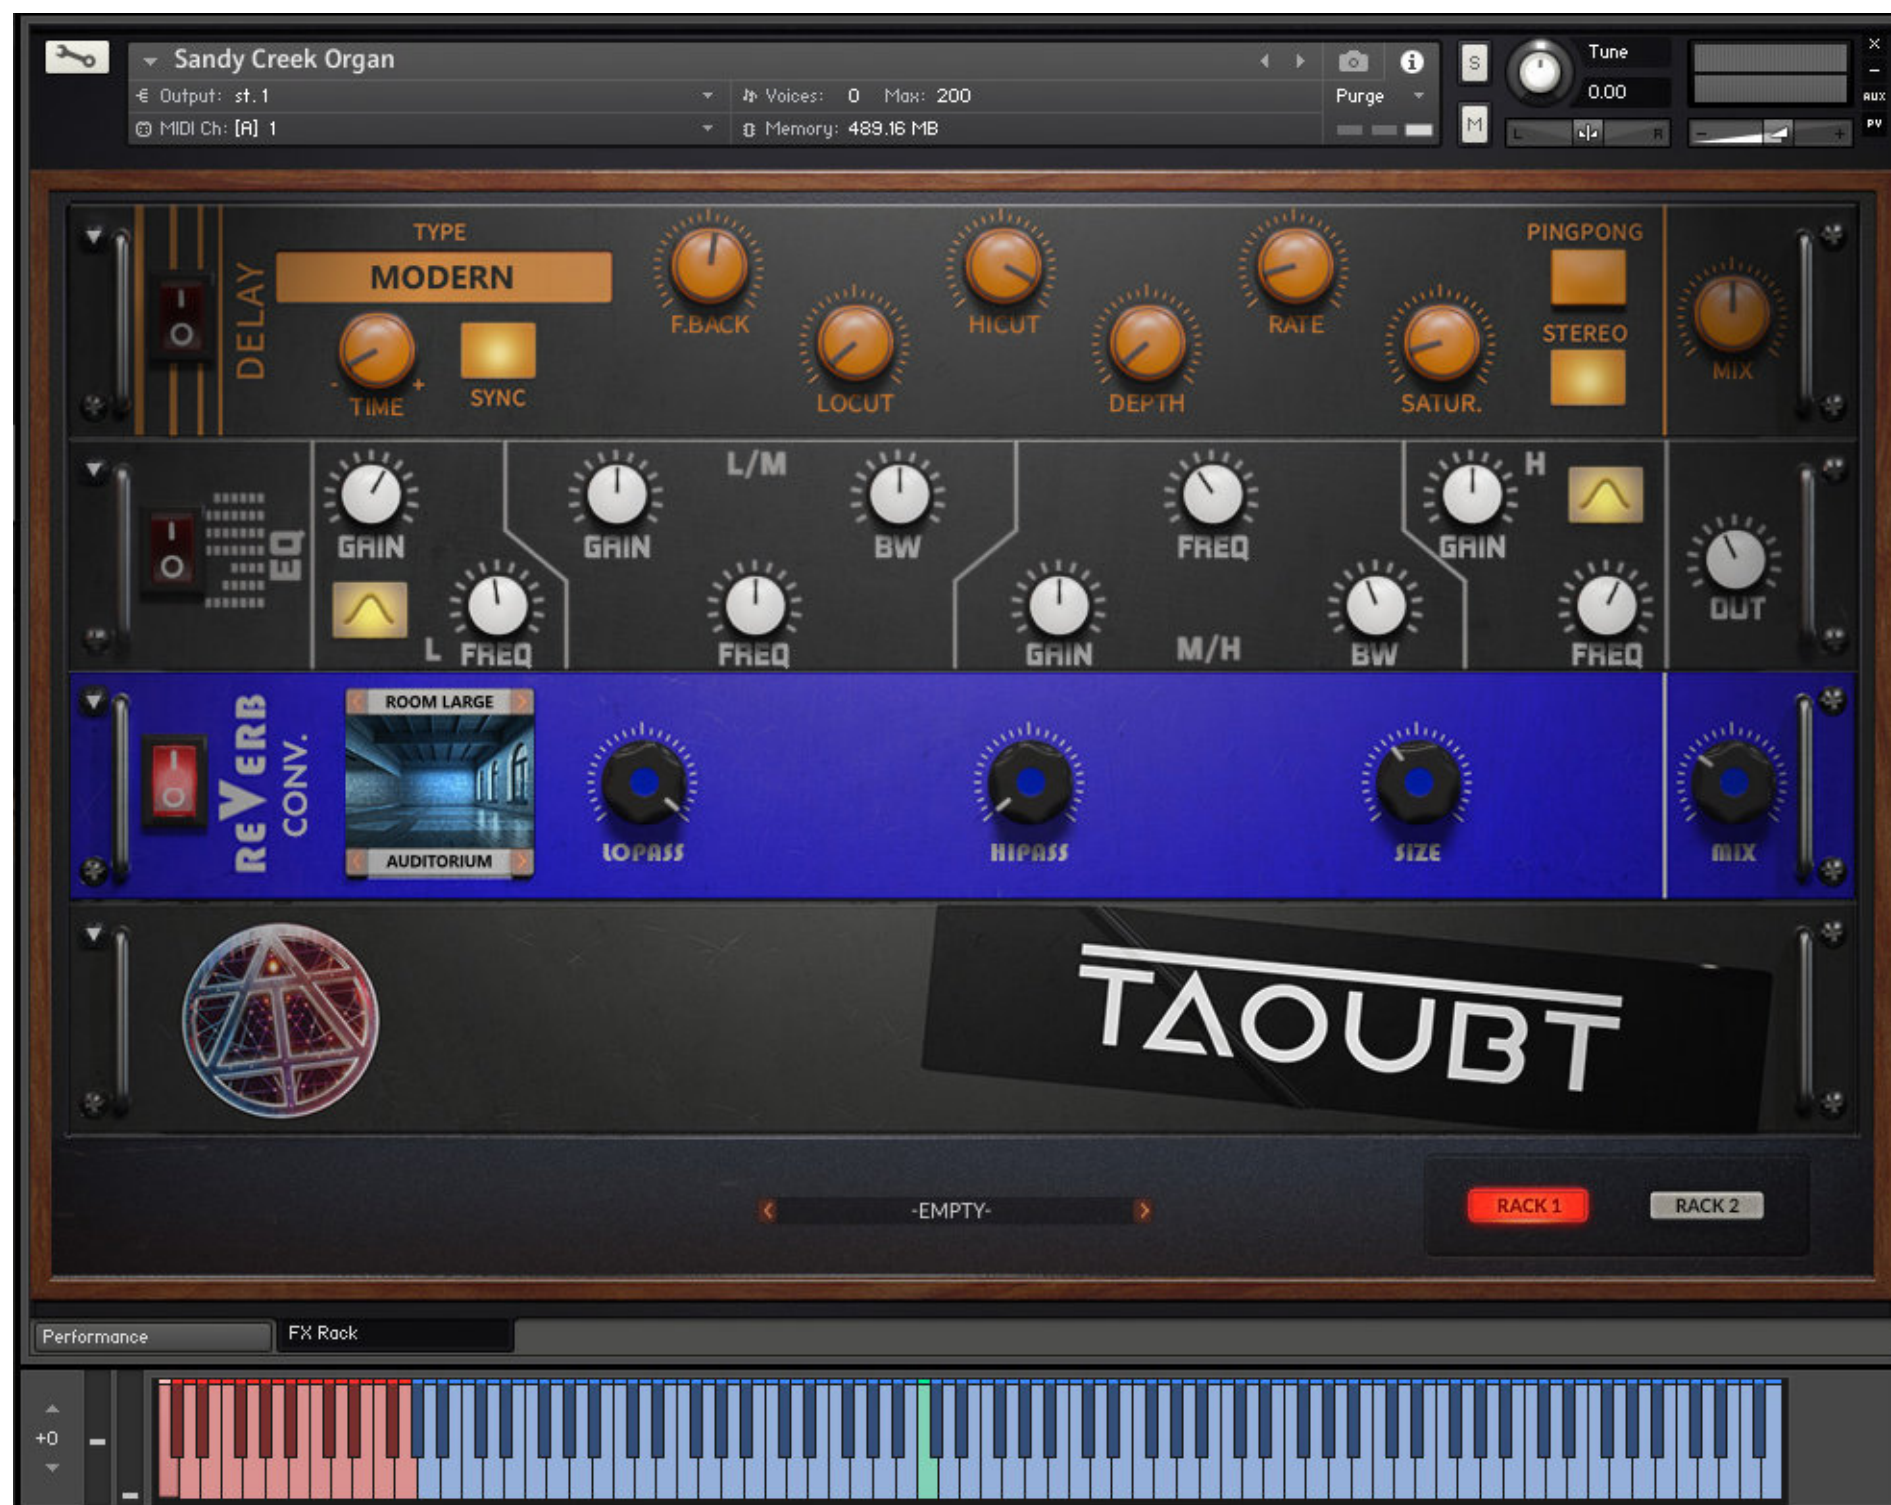 Sandy Creek Organ
Output: st.1
Voices: 0 Max: 200
Purge
MIDI Ch: [A] 1
Memory: 489.16 MB
S
M
Tune
0.00
L R
- +
×
-
AUX
PV
DELAY
TYPE
MODERN
- +
TIME
SYNC
F.BACK
LOCUT
HICUT
DEPTH
RATE
SATUR.
PINGPONG
STEREO
MIX
EQ
GAIN
L FREQ
GAIN
L/M
BW
FREQ
FREQ
GAIN
M/H
BW
GAIN
H
FREQ
OUT
REVERB
CONV.
ROOM LARGE
AUDITORIUM
LOPASS
HIPASS
SIZE
MIX
TAOUBT
-EMPTY-
RACK 1
RACK 2
Performance
FX Rack
+0